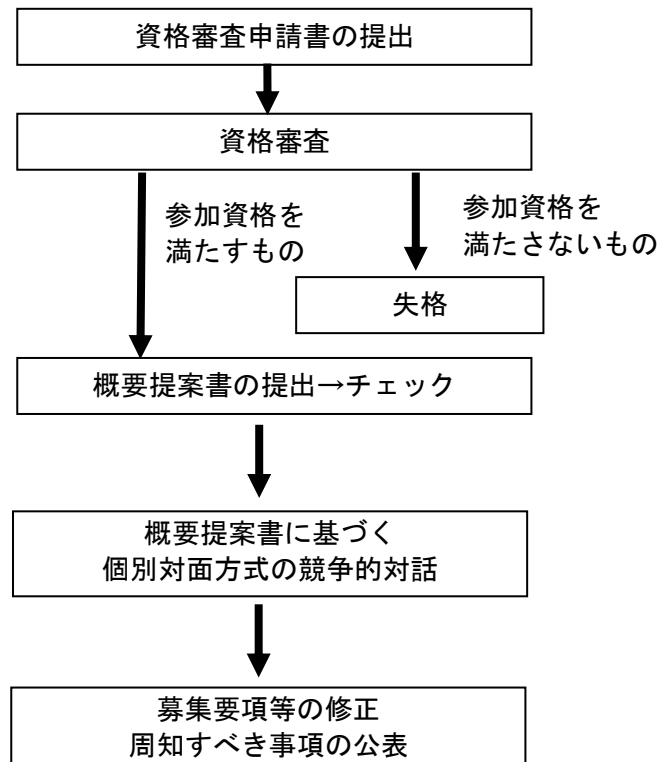 資格審査申請書の提出
資格審査
参加資格を
満たすもの
参加資格を
満たさないもの
失格
概要提案書の提出→チェック
概要提案書に基づく
個別対面方式の競争的対話
募集要項等の修正
周知すべき事項の公表